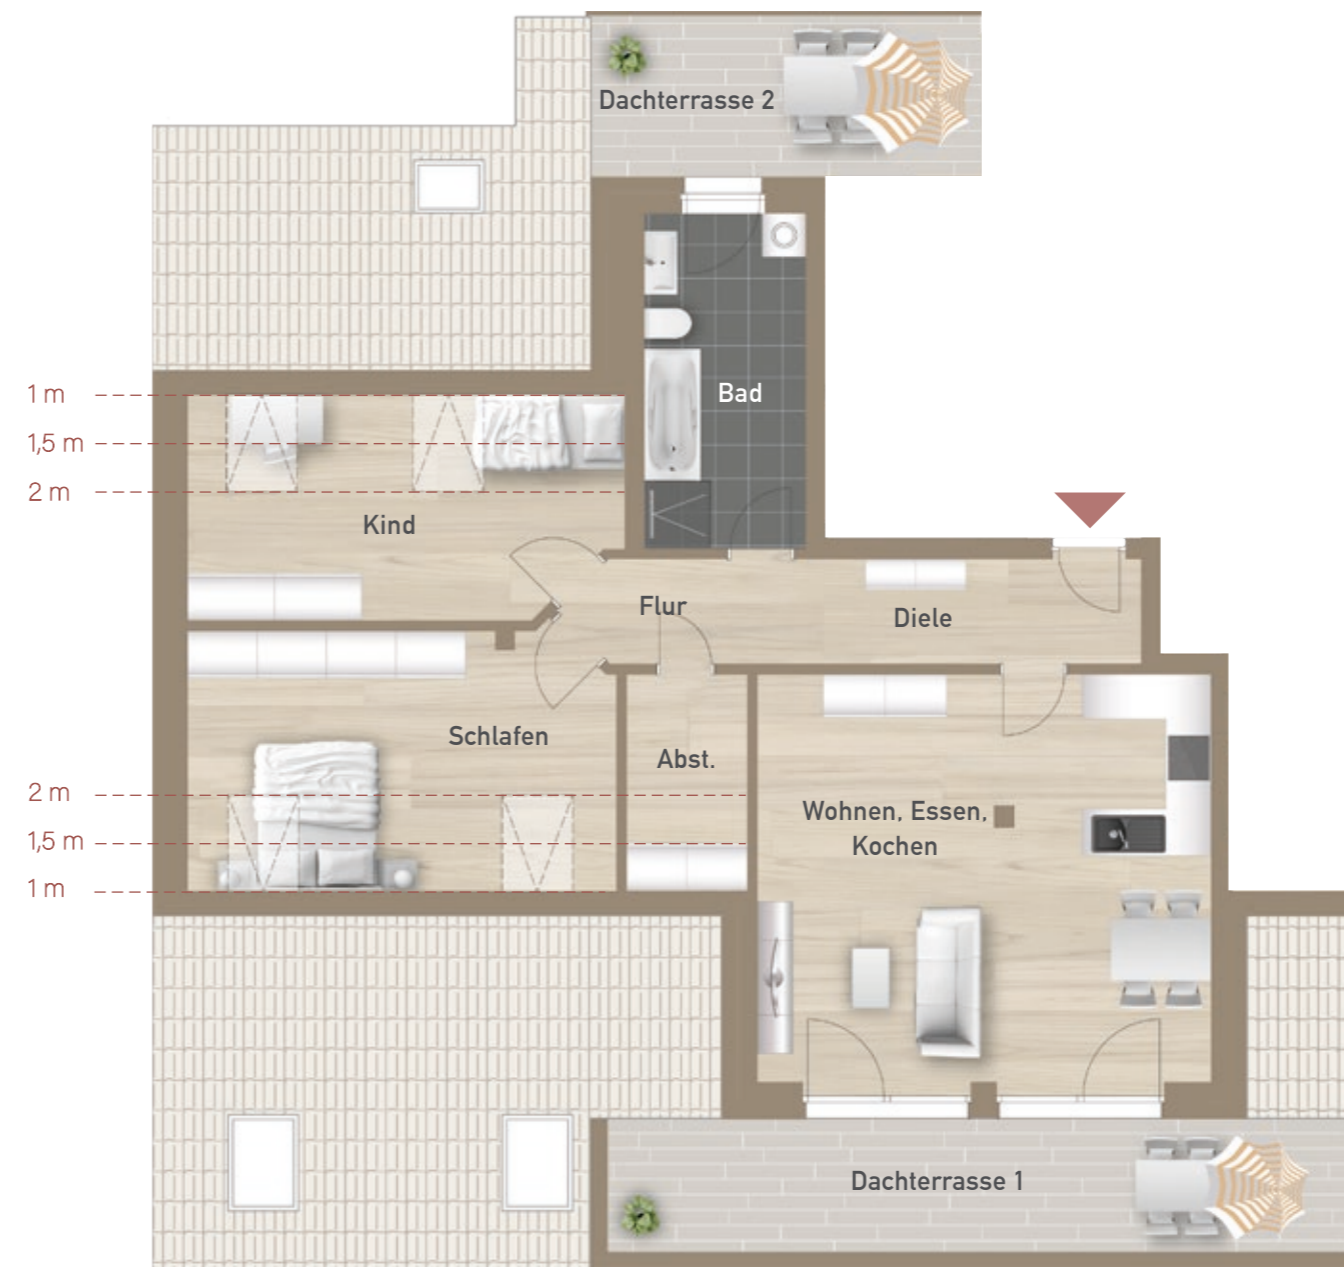 Dachterrasse 2
1 m
1,5 m
2 m
Bad
Kind
Flur
Diele
Schlafen
Abst.
2 m
1,5 m
1 m
Wohnen, Essen,
Kochen
Dachterrasse 1